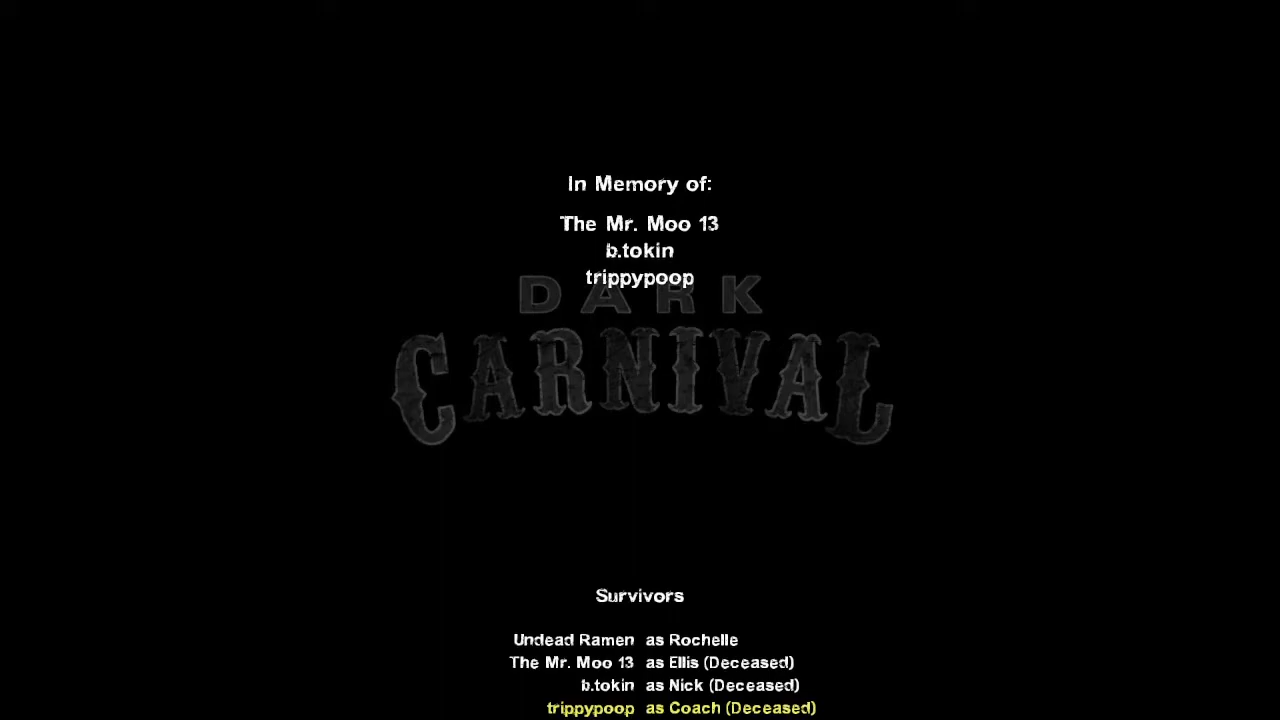 In Memory of:
The Mr. Moo 13
b.tokin
trippypoop
DARK
CARNIVAL
Survivors
Undead Ramen as Rochelle
The Mr. Moo 13 as Ellis (Deceased)
b.tokin as Nick (Deceased)
trippypoop as Coach (Deceased)